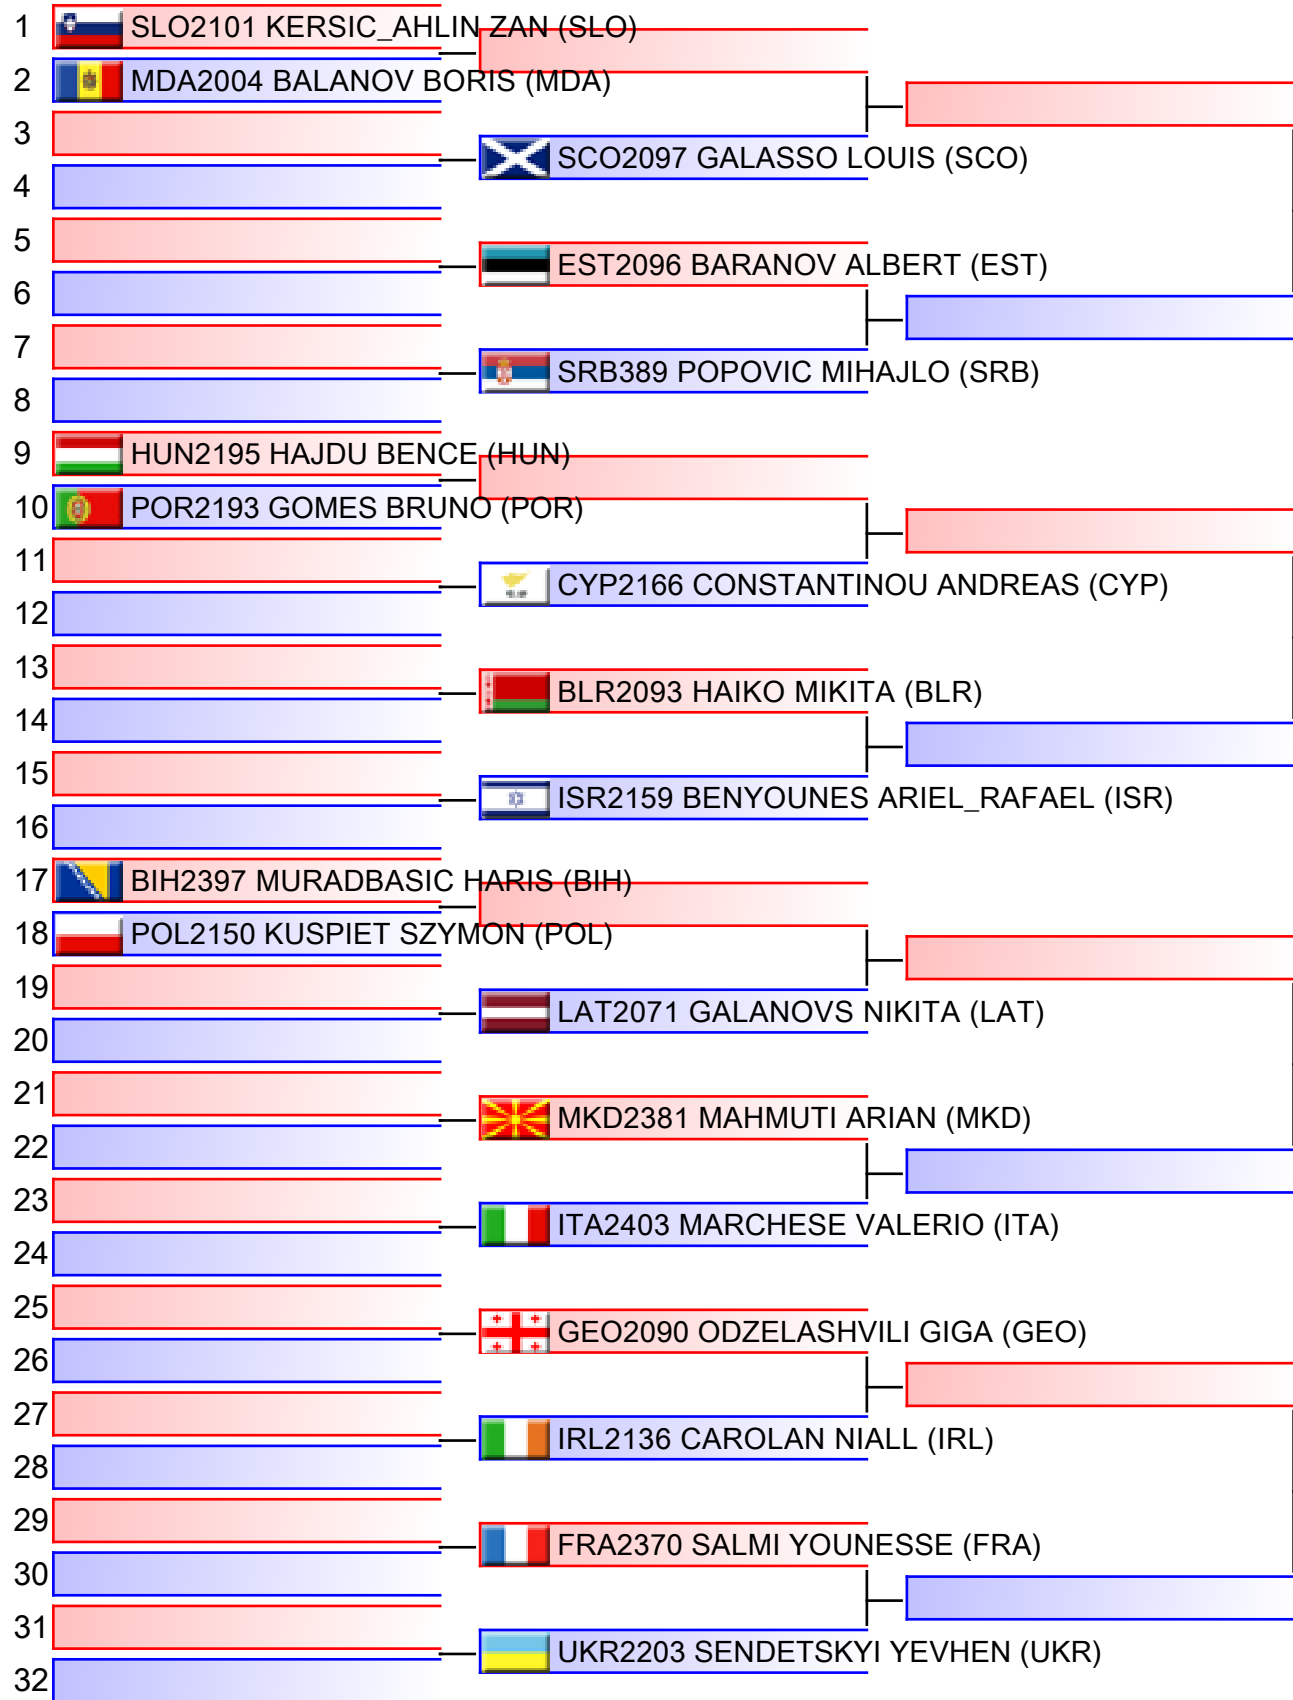 1 SLO2101 KERSIC_AHLIN ZAN (SLO)
2 MDA2004 BALANOV BORIS (MDA)
3
SCO2097 GALASSO LOUIS (SCO)
4
5
EST2096 BARANOV ALBERT (EST)
6
7
SRB389 POPOVIC MIHAJLO (SRB)
8
9 HUN2195 HAJDU BENCE (HUN)
10 POR2193 GOMES BRUNO (POR)
11
CYP2166 CONSTANTINOU ANDREAS (CYP)
12
13
BLR2093 HAIKO MIKITA (BLR)
14
15
ISR2159 BENYOUNES ARIEL_RAFAEL (ISR)
16
17 BIH2397 MURADBASIC HARIS (BIH)
18 POL2150 KUSPIET SZYMON (POL)
19
LAT2071 GALANOVS NIKITA (LAT)
20
21
MKD2381 MAHMUTI ARIAN (MKD)
22
23
ITA2403 MARCHESE VALERIO (ITA)
24
25
GEO2090 ODZELASHVILI GIGA (GEO)
26
27
IRL2136 CAROLAN NIALL (IRL)
28
29
FRA2370 SALMI YOUNESSE (FRA)
30
31
UKR2203 SENDETSKYI YEVHEN (UKR)
32